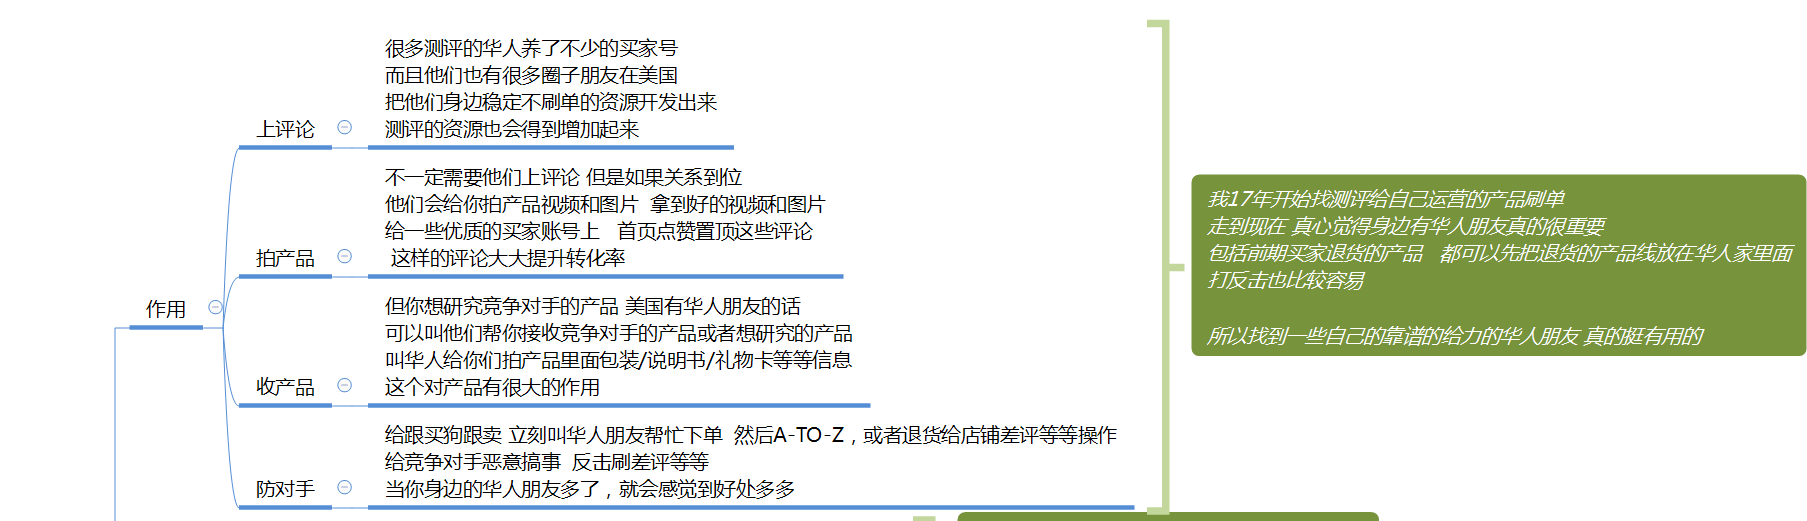 作用
上评论
很多测评的华人养了不少的买家号
而且他们也有很多圈子朋友在美国
把他们身边稳定不刷单的资源开发出来
测评的资源也会得到增加起来
拍产品
不一定需要他们上评论 但是如果关系到位
他们会给你拍产品视频和图片 拿到好的视频和图片
给一些优质的买家账号上 首页点赞置顶这些评论
这样的评论大大提升转化率
收产品
但你想研究竞争对手的产品 美国有华人朋友的话
可以叫他们帮你接收竞争对手的产品或者想研究的产品
叫华人给你们拍产品里面包装/说明书/礼物卡等等信息
这个对产品有很大的作用
防对手
给跟买狗跟卖 立刻叫华人朋友帮忙下单 然后A-TO-Z，或者退货给店铺差评等等操作
给竞争对手恶意搞事 反击刷差评等等
当你身边的华人朋友多了，就会感觉到好处多多
我17年开始找测评给自己运营的产品刷单
走到现在 真心觉得身边有华人朋友真的很重要
包括前期买家退货的产品 都可以先把退货的产品线放在华人家里面
打反击也比较容易
所以找到一些自己的靠谱的给力的华人朋友 真的挺有用的